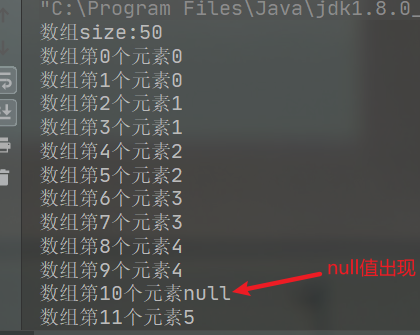 "C:\Program Files\Java\jdk1.8.0_
数组size:50
数组第0个元素0
数组第1个元素0
数组第2个元素1
数组第3个元素1
数组第4个元素2
数组第5个元素2
数组第6个元素3
数组第7个元素3
数组第8个元素4
数组第9个元素4
数组第10个元素null
null值出现
数组第11个元素5